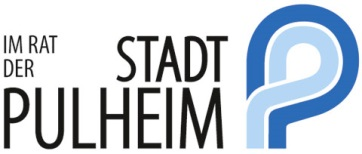 IM RAT
DER
STADT
PULHEIM